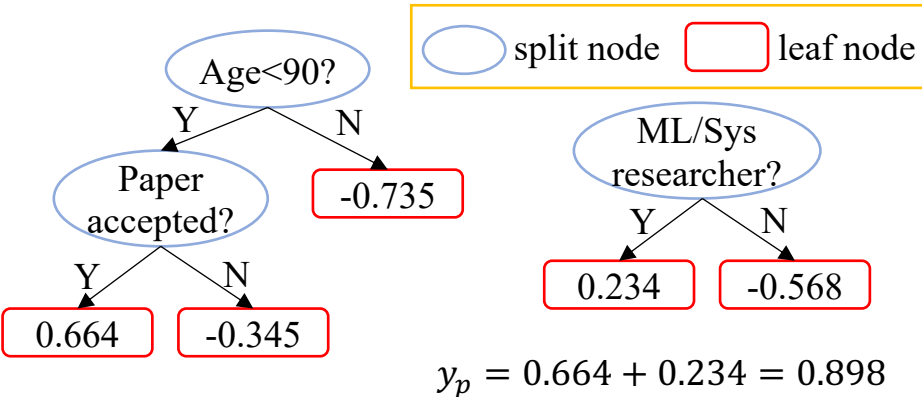 split node
leaf node
Age<90?
Y
N
Paper
accepted?
-0.735
Y
N
0.664
-0.345
ML/Sys
researcher?
Y
N
0.234
-0.568
yₚ = 0.664 + 0.234 = 0.898